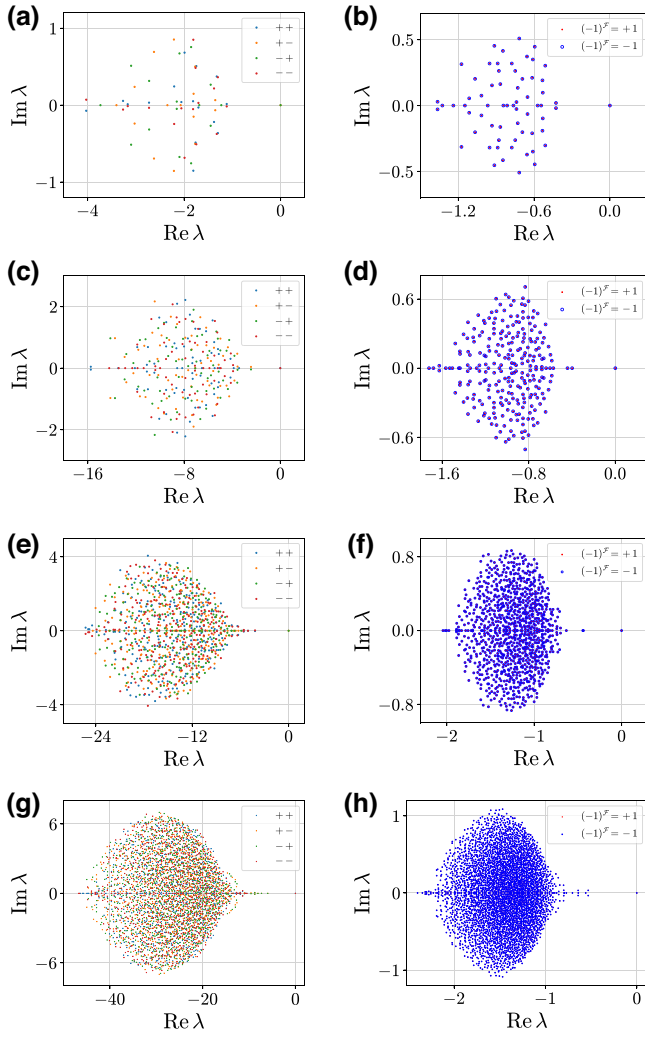 (a)
1
0
−1
−4
−2
0
Re λ
Im λ
++
+−
−+
−−
(b)
0.5
0.0
−0.5
−1.2
−0.6
0.0
Re λ
Im λ
(−1)^ℱ = +1
(−1)^ℱ = −1
(c)
2
0
−2
−16
−8
0
Re λ
Im λ
++
+−
−+
−−
(d)
0.6
0.0
−0.6
−1.6
−0.8
0.0
Re λ
Im λ
(−1)^ℱ = +1
(−1)^ℱ = −1
(e)
4
0
−4
−24
−12
0
Re λ
Im λ
++
+−
−+
−−
(f)
0.8
0.0
−0.8
−2
−1
0
Re λ
Im λ
(−1)^ℱ = +1
(−1)^ℱ = −1
(g)
6
0
−6
−40
−20
0
Re λ
Im λ
++
+−
−+
−−
(h)
1
0
−1
−2
−1
0
Re λ
Im λ
(−1)^ℱ = +1
(−1)^ℱ = −1